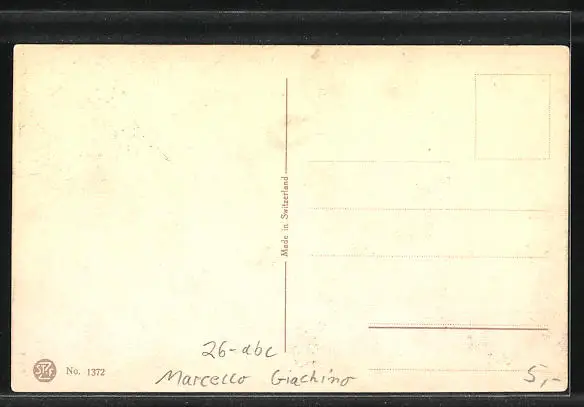 Made in Switzerland
26-abc
No. 1372
Marcello Giachino
5,-